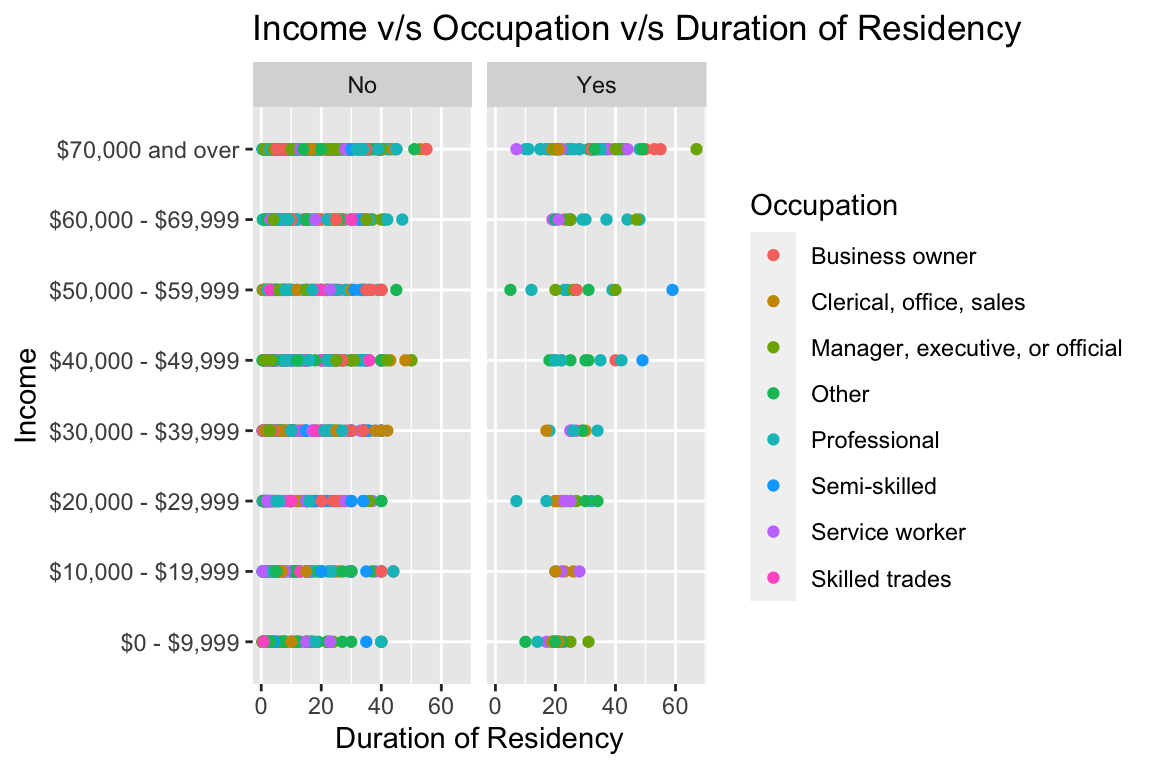 Income v/s Occupation v/s Duration of Residency
No
Yes
$70,000 and over
$60,000 - $69,999
$50,000 - $59,999
$40,000 - $49,999
$30,000 - $39,999
$20,000 - $29,999
$10,000 - $19,999
$0 - $9,999
Income
0 20 40 60
0 20 40 60
Duration of Residency
Occupation
Business owner
Clerical, office, sales
Manager, executive, or official
Other
Professional
Semi-skilled
Service worker
Skilled trades